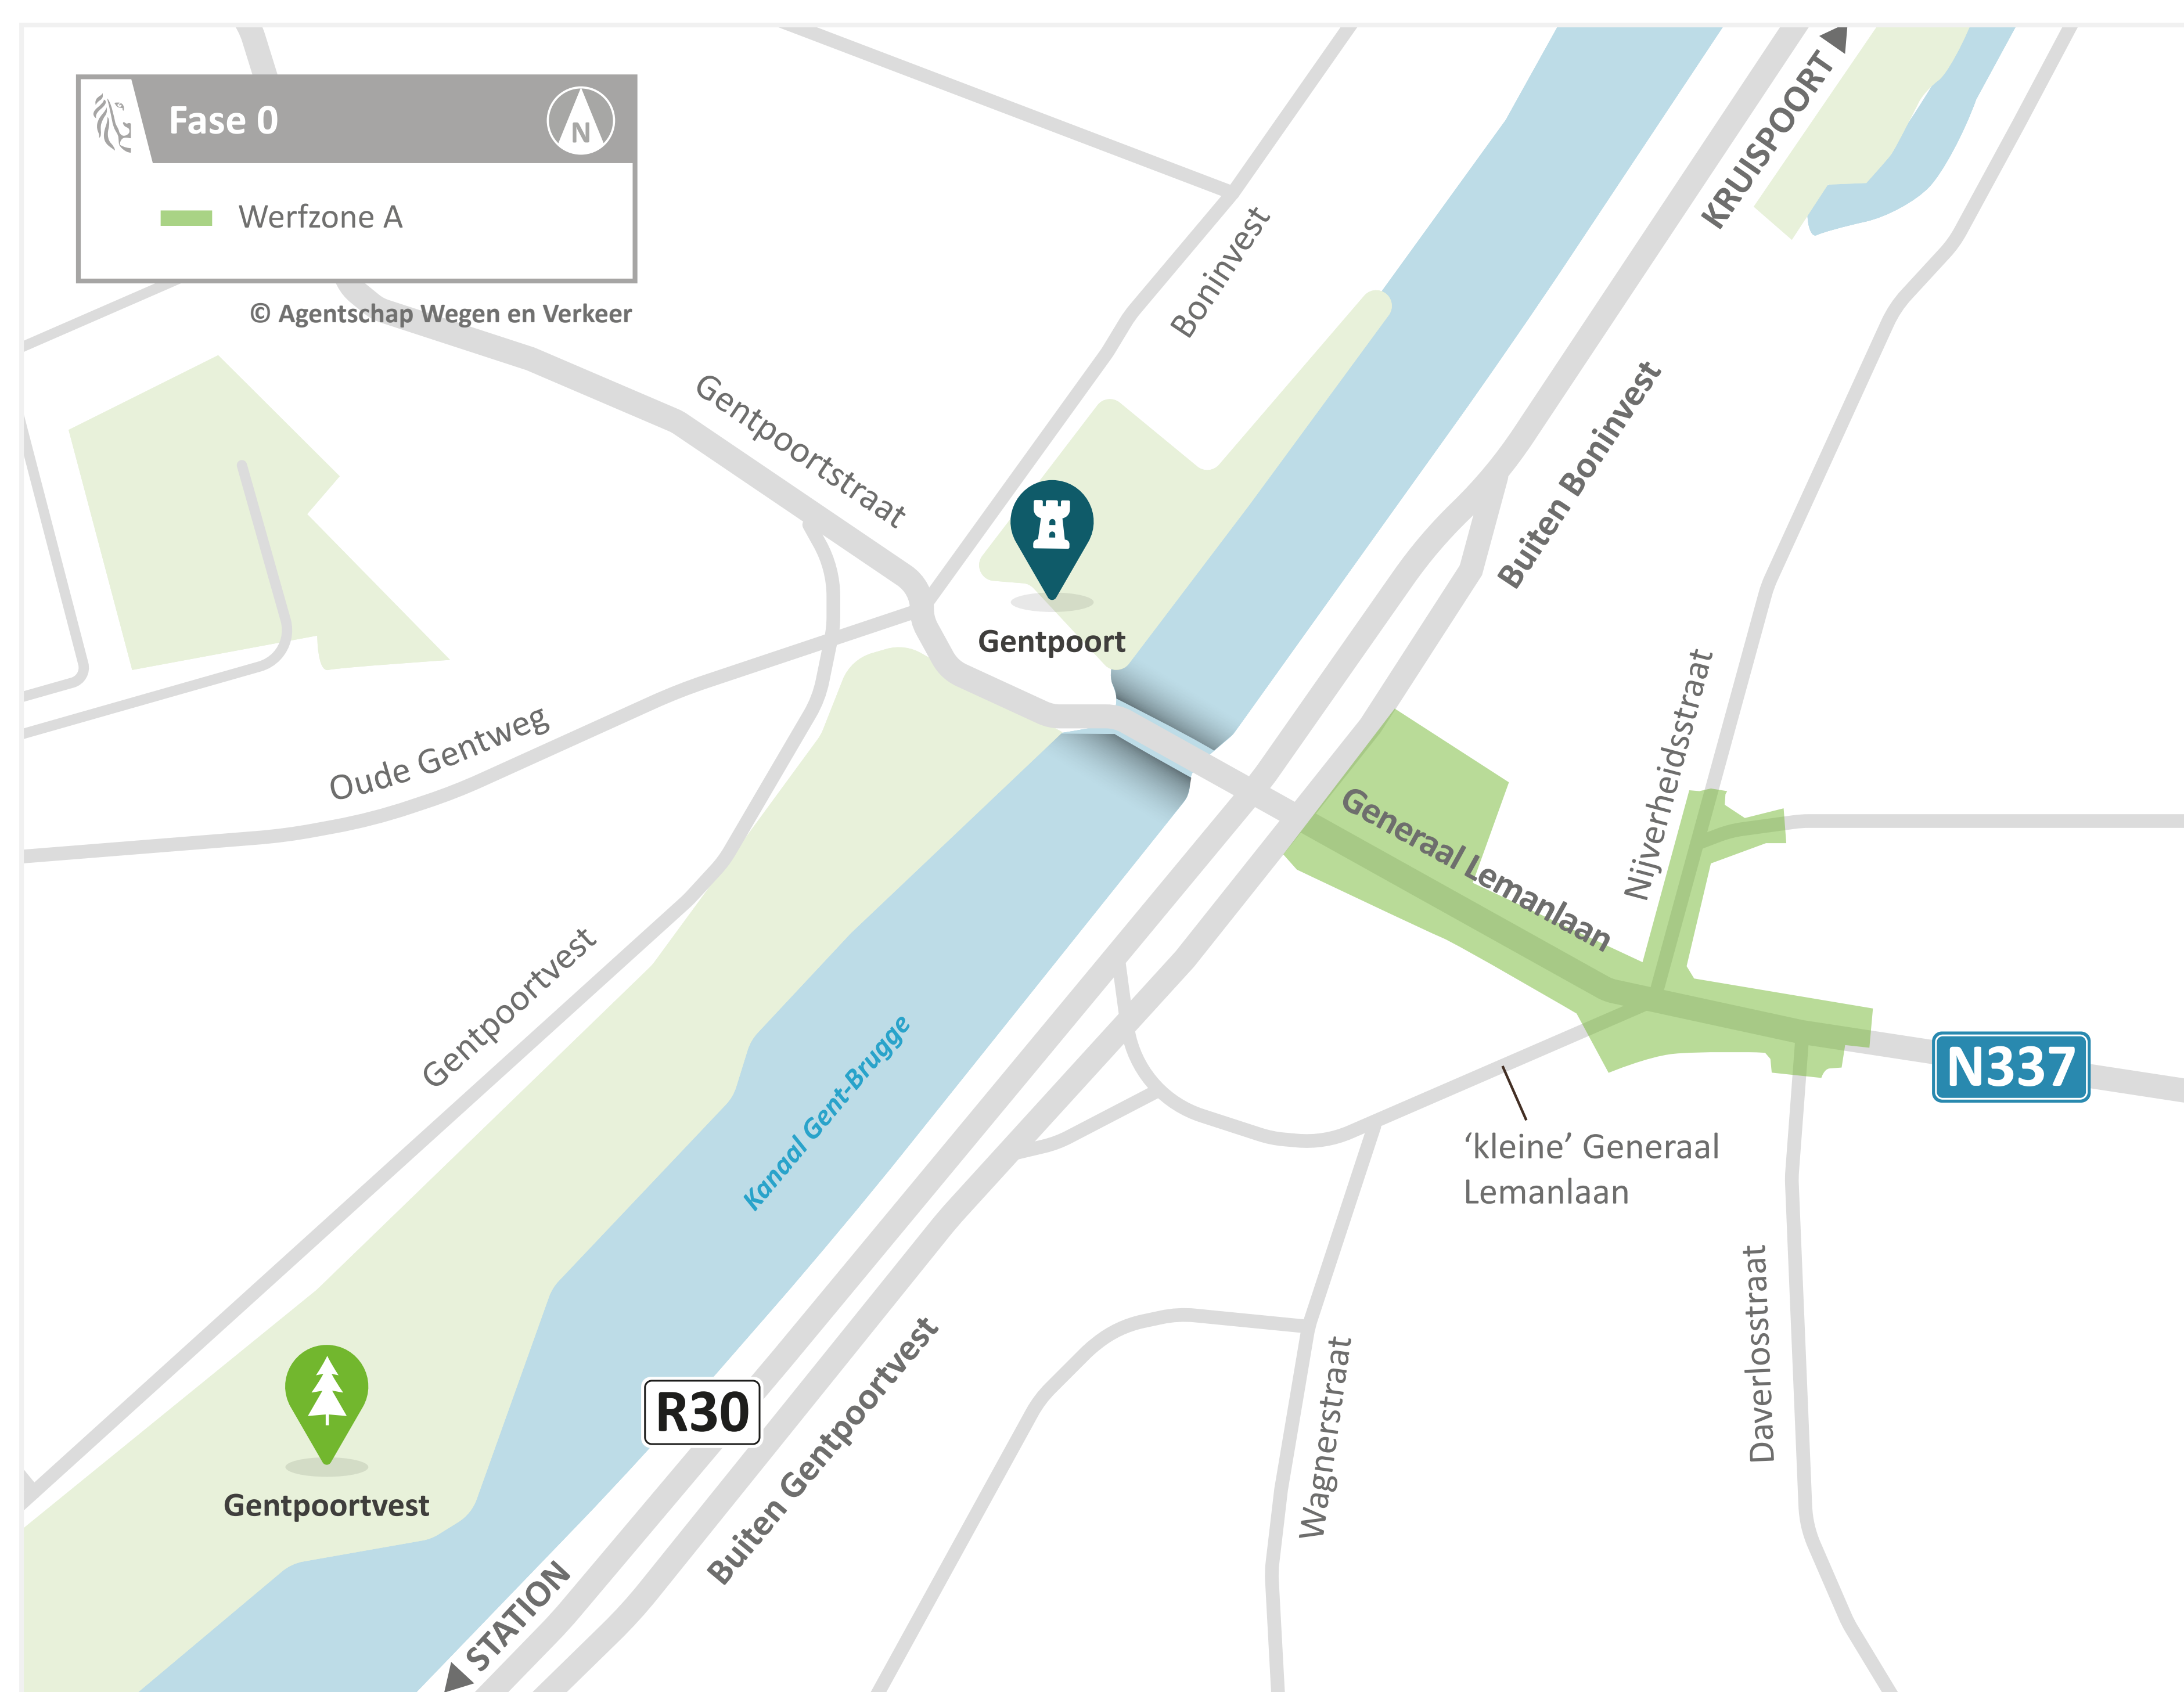 Fase 0
N
Werfzone A
© Agentschap Wegen en Verkeer
KRUISPOORT
Boninvest
Gentpoortstraat
Buiten Boninvest
Gentpoort
Nijverheidsstraat
Oude Gentweg
Generaal Lemanlaan
Gentpoortvest
Kanaal Gent-Brugge
N337
'kleine' Generaal
Lemanlaan
Daverlosstraat
Wagnerstraat
R30
Buiten Gentpoortvest
Gentpoortvest
STATION